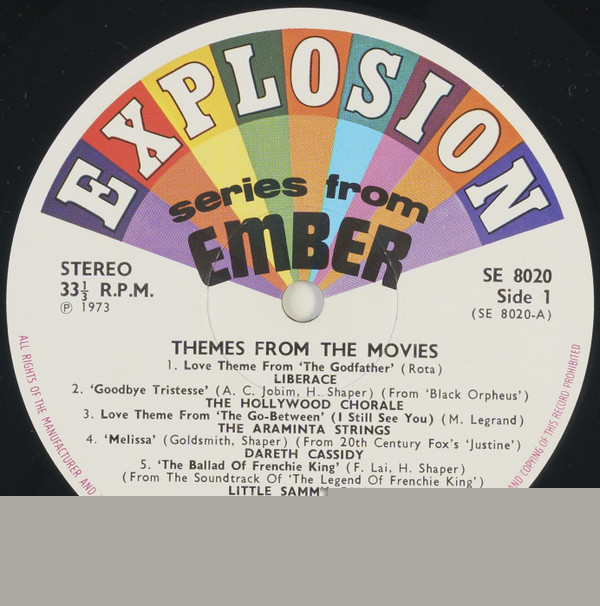 EXPLOSION
series from
EMBER
STEREO
33⅓ R.P.M.
℗ 1973
SE 8020
Side 1
(SE 8020-A)
THEMES FROM THE MOVIES
1. Love Theme From 'The Godfather' (Rota)
LIBERACE
2. 'Goodbye Tristesse' (A. C. Jobim, H. Shaper) (From 'Black Orpheus')
THE HOLLYWOOD CHORALE
3. Love Theme From 'The Go-Between' (I Still See You) (M. Legrand)
THE ARAMINTA STRINGS
4. 'Melissa' (Goldsmith, Shaper) (From 20th Century Fox's 'Justine')
DARETH CASSIDY
5. 'The Ballad Of Frenchie King' (F. Lai, H. Shaper)
(From The Soundtrack Of 'The Legend Of Frenchie King')
LITTLE SAMMY
ALL RIGHTS OF THE MANUFACTURER AND
AND COPYING OF THIS RECORD PROHIBITED